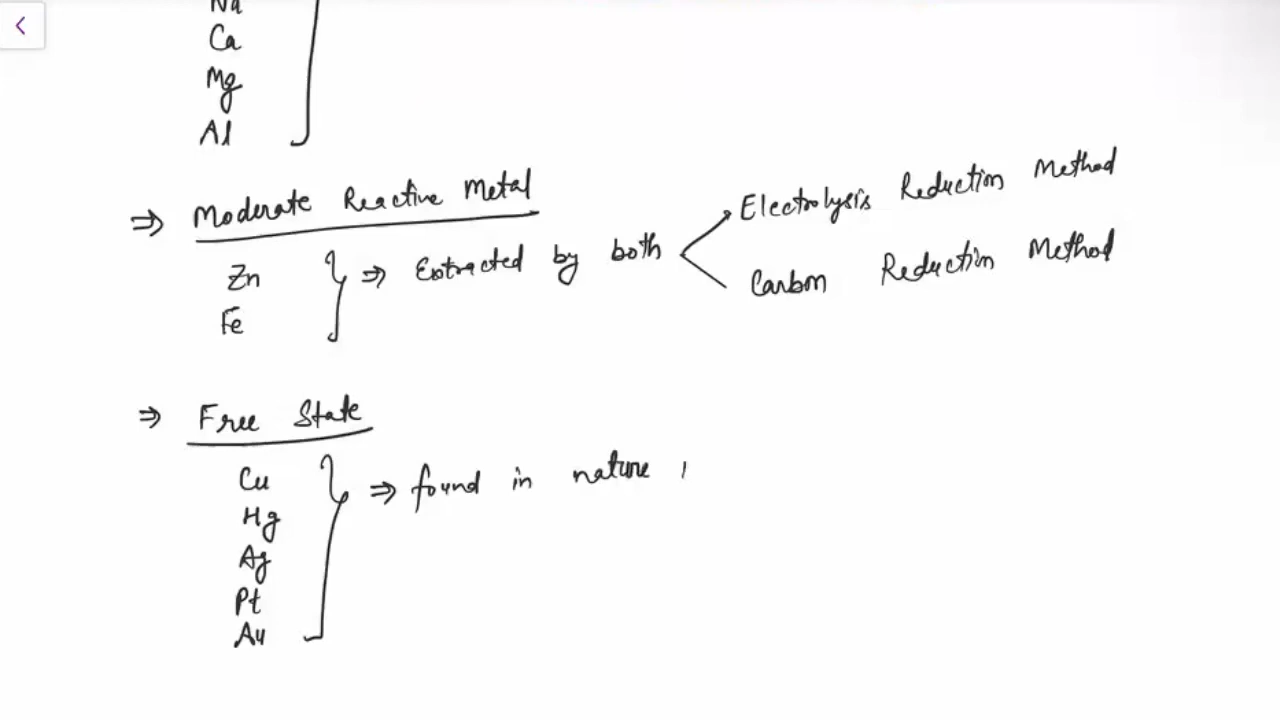 Na
Ca
Mg
Al
⇒ Moderate Reactive Metal
Zn
Fe
⇒ Extracted by both
Electrolysis Reduction Method
Carbon Reduction Method
⇒ Free State
Cu
Hg
Ag
Pt
Au
⇒ found in nature